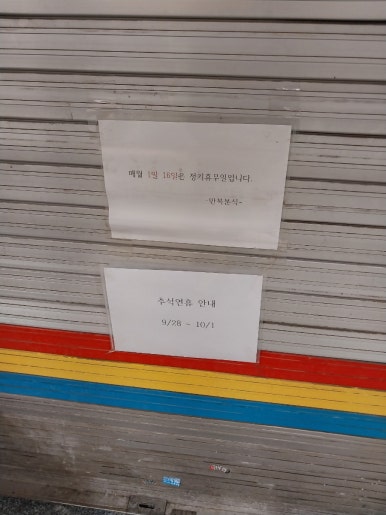 매월 1일 16일은 정기휴무일입니다.
-만복분식-
추석연휴 안내
9/28 - 10/1